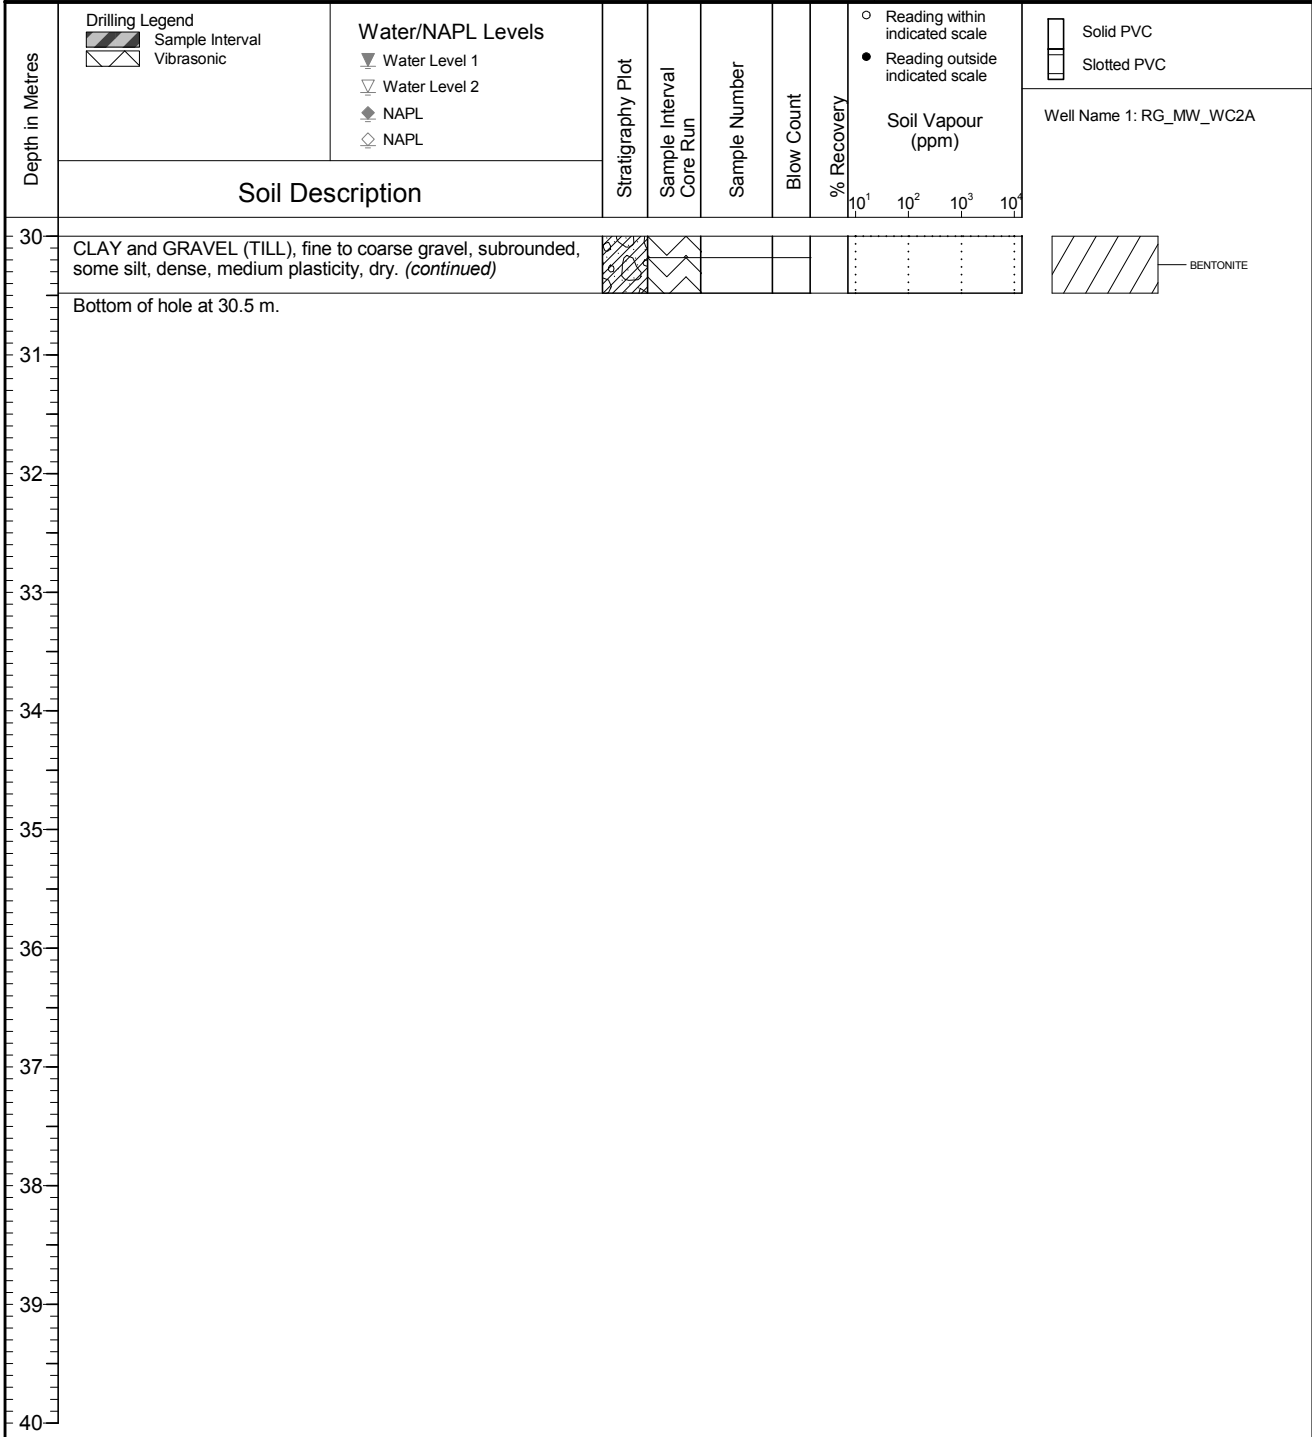 Depth in Metres
Drilling Legend
Sample Interval
Vibrasonic
Water/NAPL Levels
Water Level 1
Water Level 2
NAPL
NAPL
Soil Description
Stratigraphy Plot
Sample Interval
Core Run
Sample Number
Blow Count
% Recovery
Reading within
indicated scale
Reading outside
indicated scale
Soil Vapour
(ppm)
10¹ 10² 10³ 10⁴
Solid PVC
Slotted PVC
Well Name 1: RG_MW_WC2A
30
CLAY and GRAVEL (TILL), fine to coarse gravel, subrounded,
some silt, dense, medium plasticity, dry. (continued)
BENTONITE
Bottom of hole at 30.5 m.
31
32
33
34
35
36
37
38
39
40